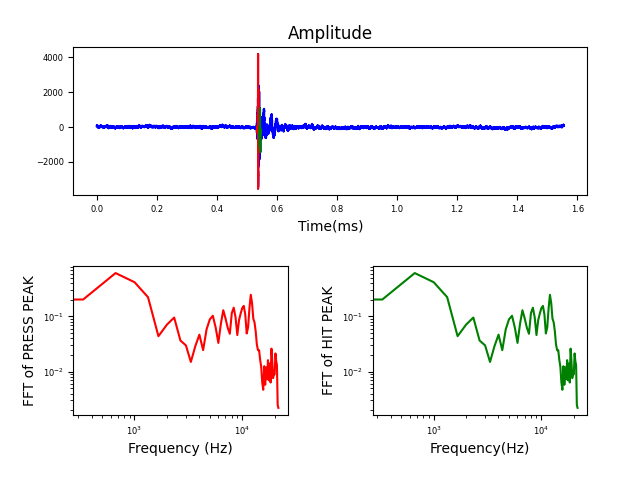 Amplitude
4000
2000
0
−2000
0.0 0.2 0.4 0.6 0.8 1.0 1.2 1.4 1.6
Time(ms)
FFT of PRESS PEAK
10⁻¹
10⁻²
10³ 10⁴
Frequency (Hz)
FFT of HIT PEAK
10⁻¹
10⁻²
10³ 10⁴
Frequency(Hz)